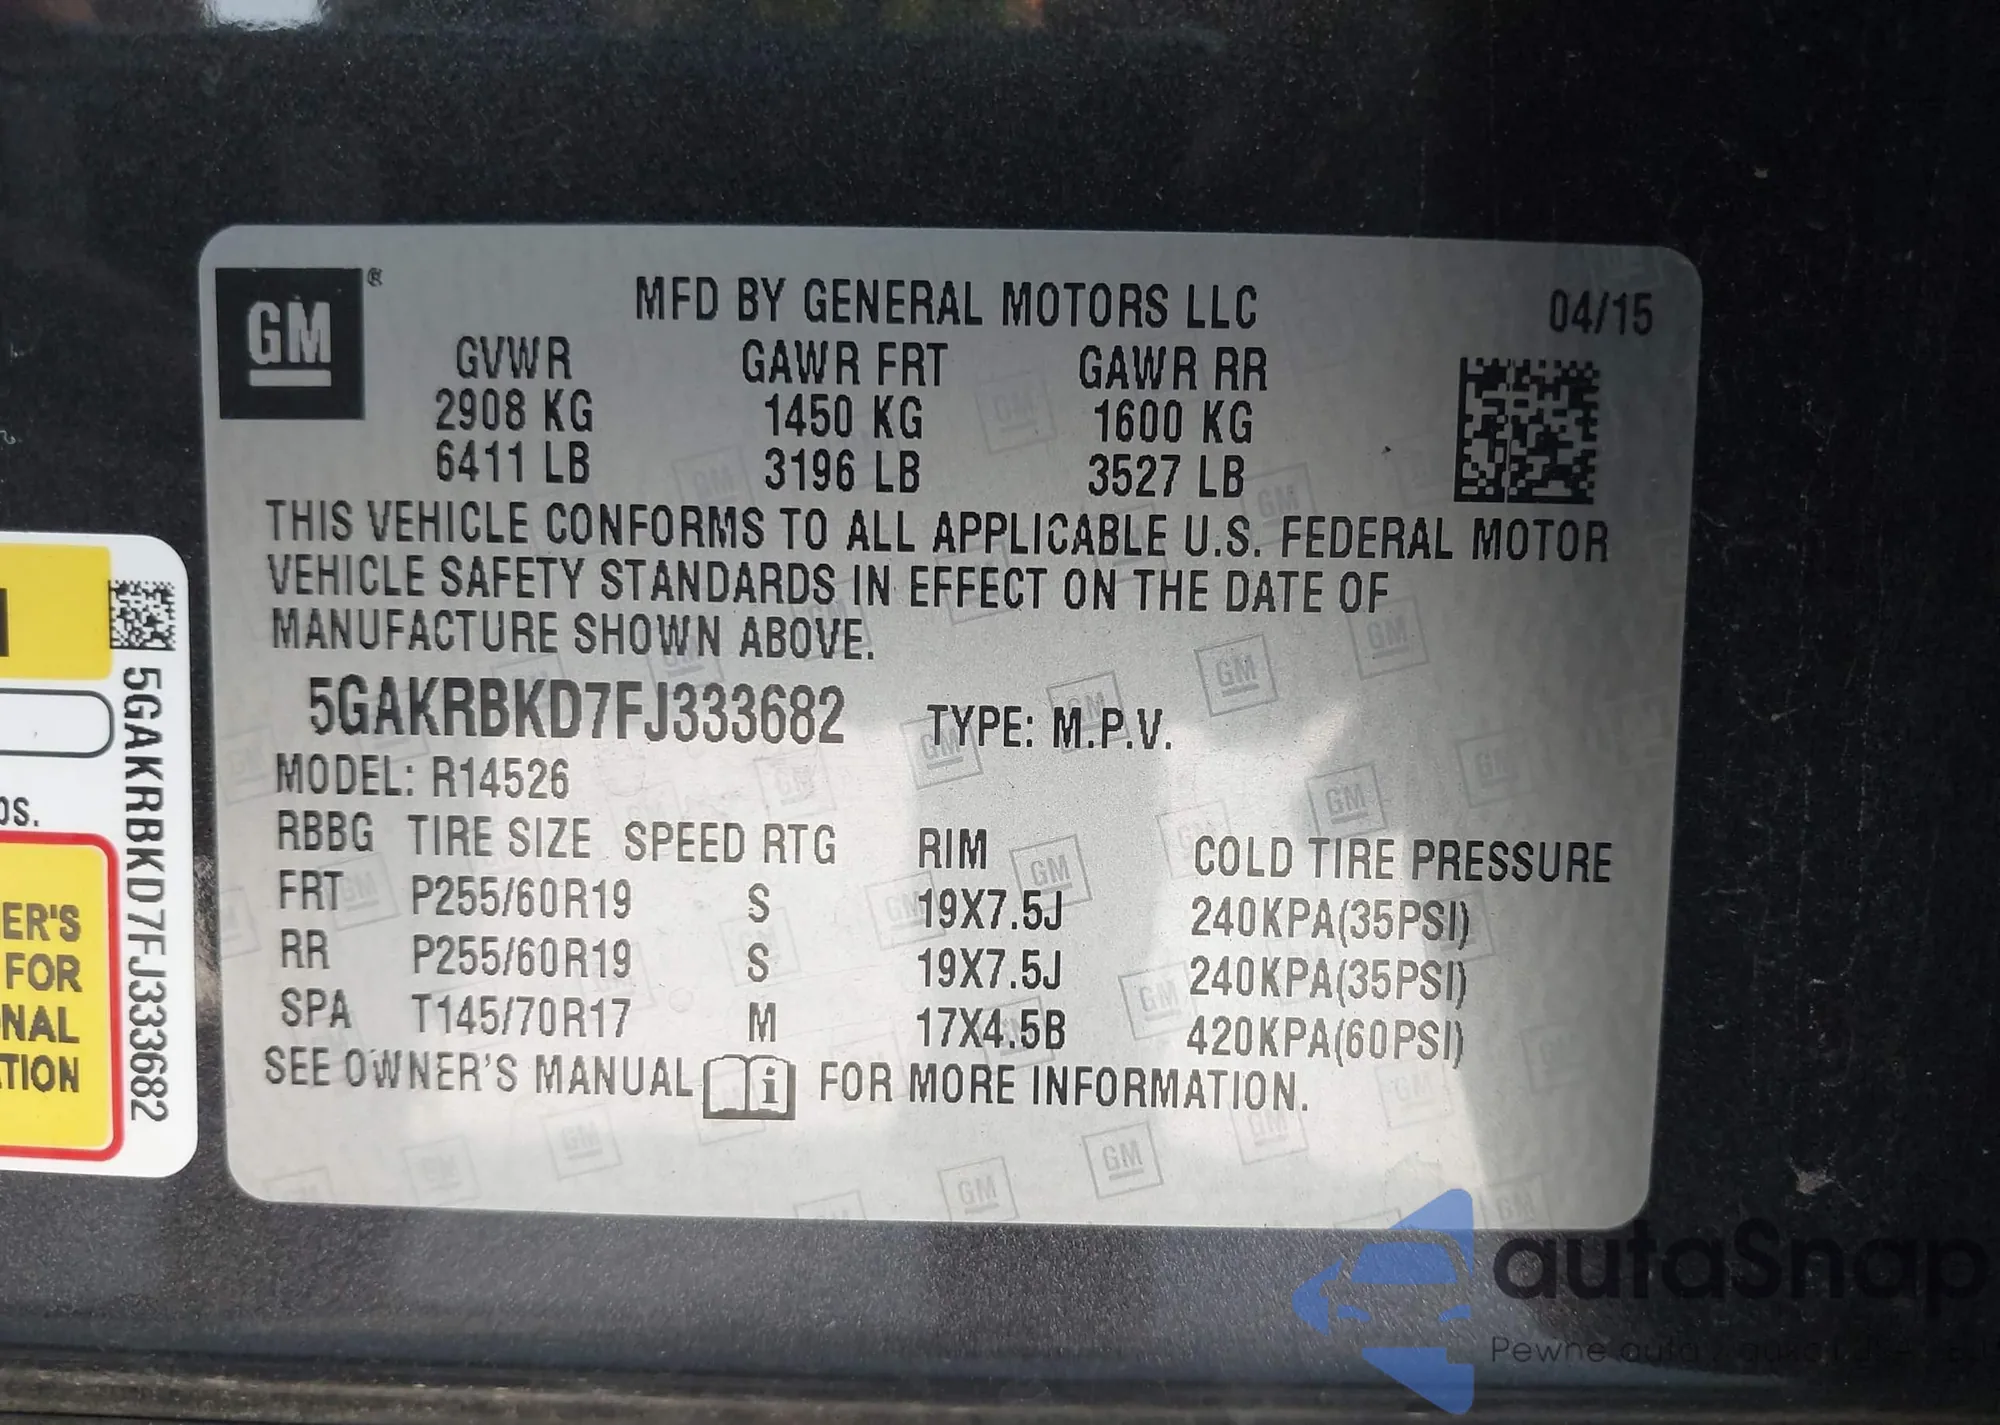 GM ®
MFD BY GENERAL MOTORS LLC 04/15
GVWR GAWR FRT GAWR RR
2908 KG 1450 KG 1600 KG
6411 LB 3196 LB 3527 LB
THIS VEHICLE CONFORMS TO ALL APPLICABLE U.S. FEDERAL MOTOR
VEHICLE SAFETY STANDARDS IN EFFECT ON THE DATE OF
MANUFACTURE SHOWN ABOVE.
5GAKRBKD7FJ333682 TYPE: M.P.V.
MODEL: R14526
RBBG TIRE SIZE SPEED RTG RIM COLD TIRE PRESSURE
FRT P255/60R19 S 19X7.5J 240KPA(35PSI)
RR P255/60R19 S 19X7.5J 240KPA(35PSI)
SPA T145/70R17 M 17X4.5B 420KPA(60PSI)
SEE OWNER'S MANUAL i FOR MORE INFORMATION.
5GAKRBKD7FJ333682
ER'S
FOR
NAL
TION
autaSnap
Pewne auta